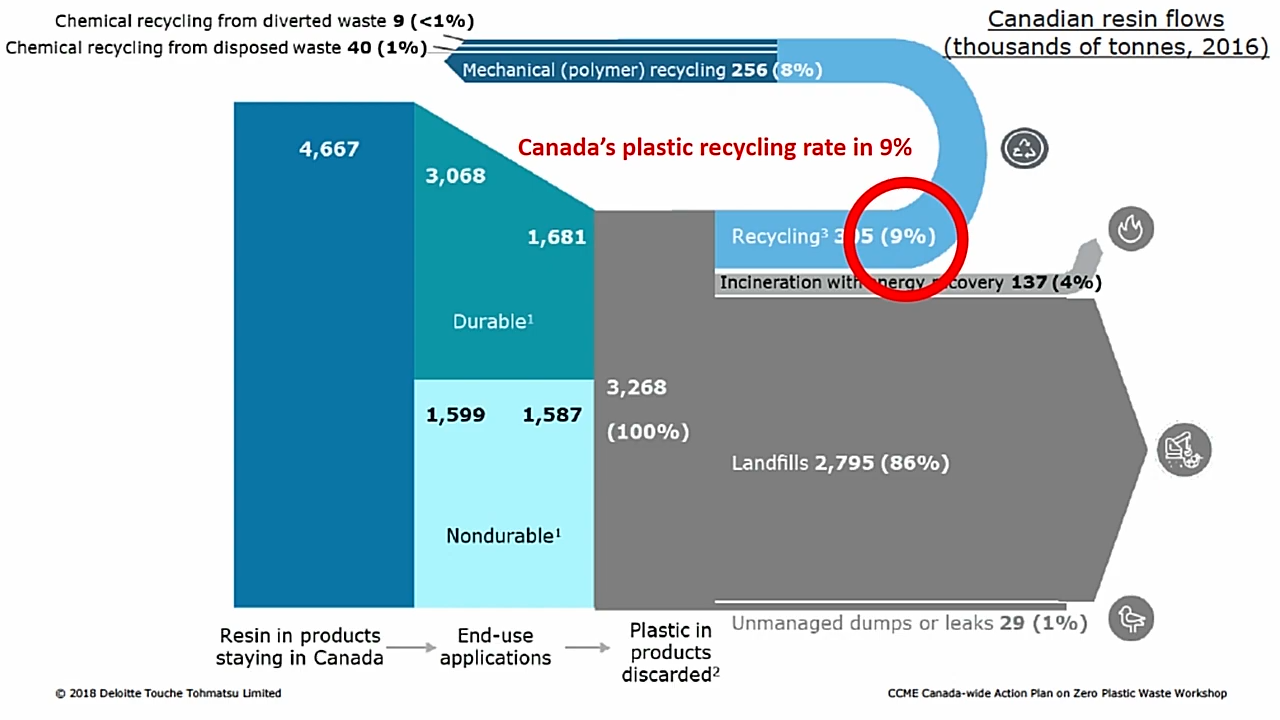 Chemical recycling from diverted waste 9 (<1%)
Chemical recycling from disposed waste 40 (1%)
Mechanical (polymer) recycling 256 (8%)
Canadian resin flows
(thousands of tonnes, 2016)
Canada’s plastic recycling rate in 9%
4,667
3,068
1,681
Durable¹
1,599 1,587
Nondurable¹
3,268
(100%)
Recycling³ 305 (9%)
Incineration with energy recovery 137 (4%)
Landfills 2,795 (86%)
Unmanaged dumps or leaks 29 (1%)
Resin in products
staying in Canada
End-use
applications
Plastic in
products
discarded²
© 2018 Deloitte Touche Tohmatsu Limited
CCME Canada-wide Action Plan on Zero Plastic Waste Workshop